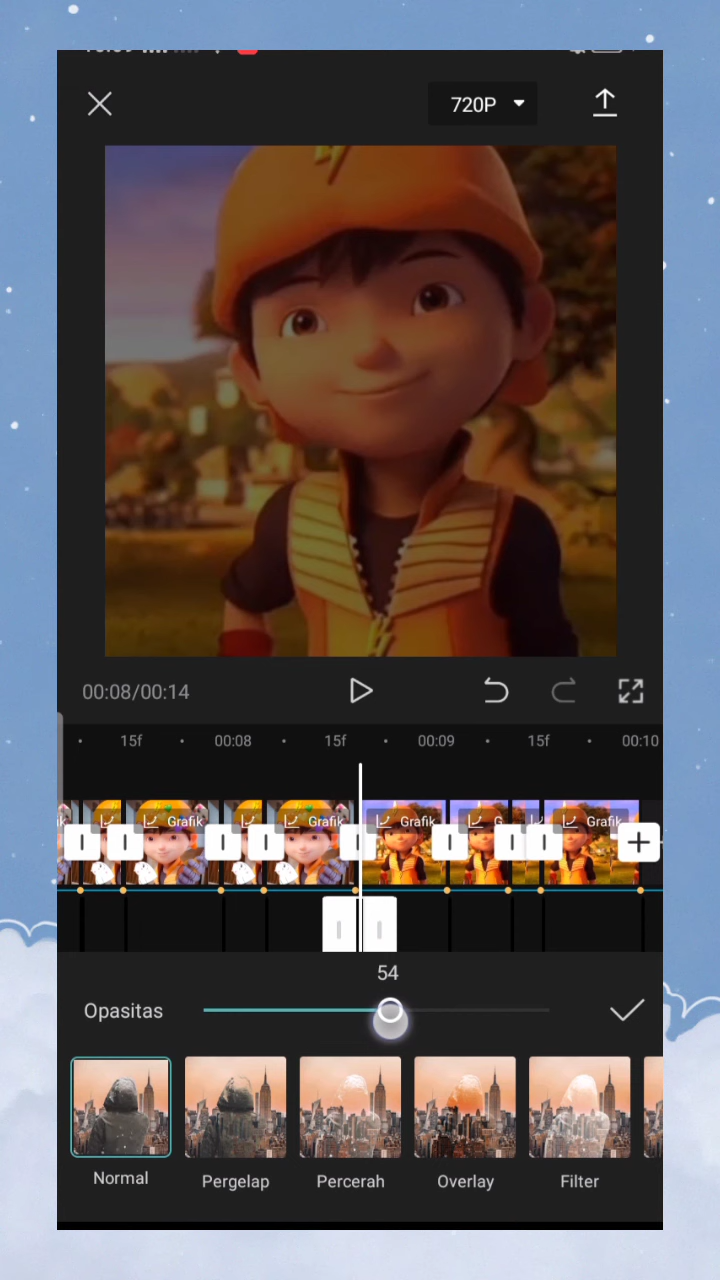 720P
00:08/00:14
15f 00:08 15f 00:09 15f 00:10
Grafik Grafik Grafik G Grafik
54
Opasitas
Normal Pergelap Percerah Overlay Filter